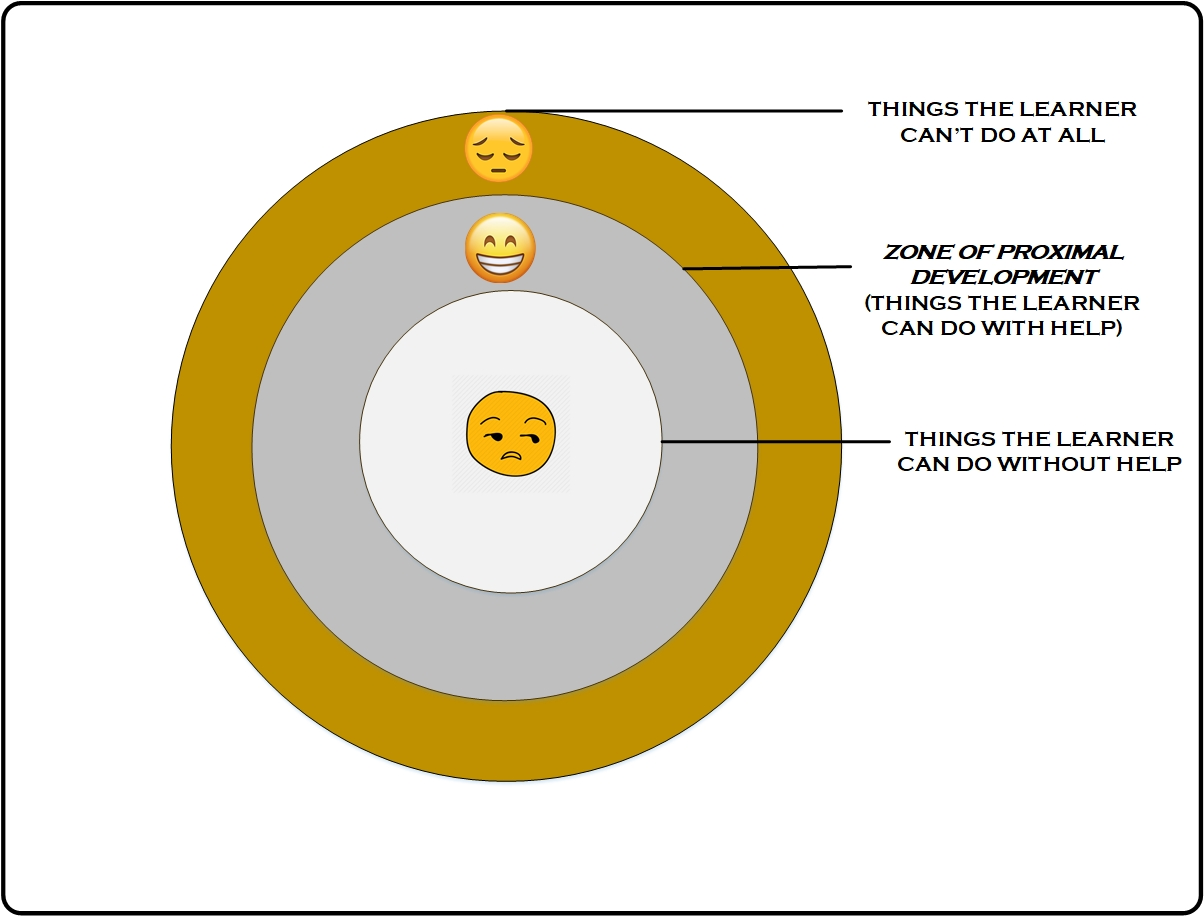 THINGS THE LEARNER
CAN'T DO AT ALL
ZONE OF PROXIMAL
DEVELOPMENT
(THINGS THE LEARNER
CAN DO WITH HELP)
THINGS THE LEARNER
CAN DO WITHOUT HELP